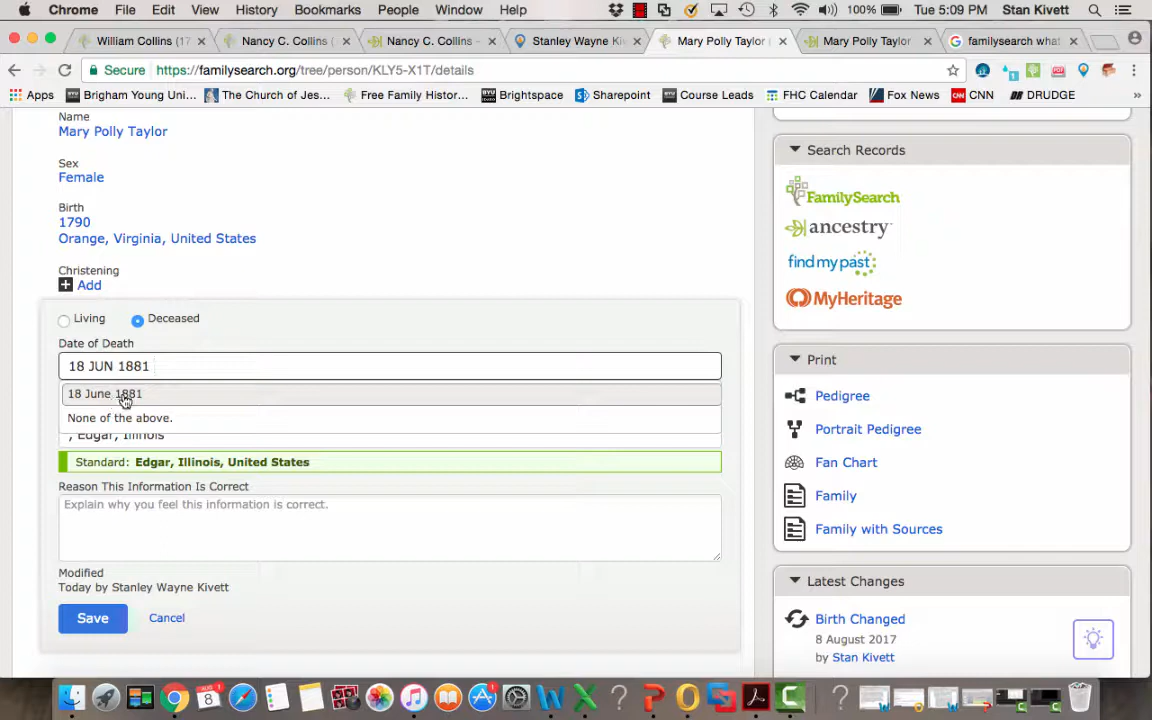 Chrome File Edit View History Bookmarks People Window Help 100% Tue 5:09 PM Stan Kivett
William Collins (17
Nancy C. Collins (
Nancy C. Collins -
Stanley Wayne Ki
Mary Polly Taylor
Mary Polly Taylor
familysearch what
Secure https://familysearch.org/tree/person/KLY5-X1T/details
Apps Brigham Young Uni... The Church of Jes... Free Family Histor... Brightspace Sharepoint Course Leads FHC Calendar Fox News CNN DRUDGE »
Name
Mary Polly Taylor
Sex
Female
Birth
1790
Orange, Virginia, United States
Christening
Add
Living Deceased
Date of Death
18 JUN 1881
18 June 1881
None of the above.
, Edgar, Illinois
Standard: Edgar, Illinois, United States
Reason This Information Is Correct
Explain why you feel this information is correct.
Modified
Today by Stanley Wayne Kivett
Save Cancel
Search Records
FamilySearch
ancestry
findmypast
MyHeritage
Print
Pedigree
Portrait Pedigree
Fan Chart
Family
Family with Sources
Latest Changes
Birth Changed
8 August 2017
by Stan Kivett